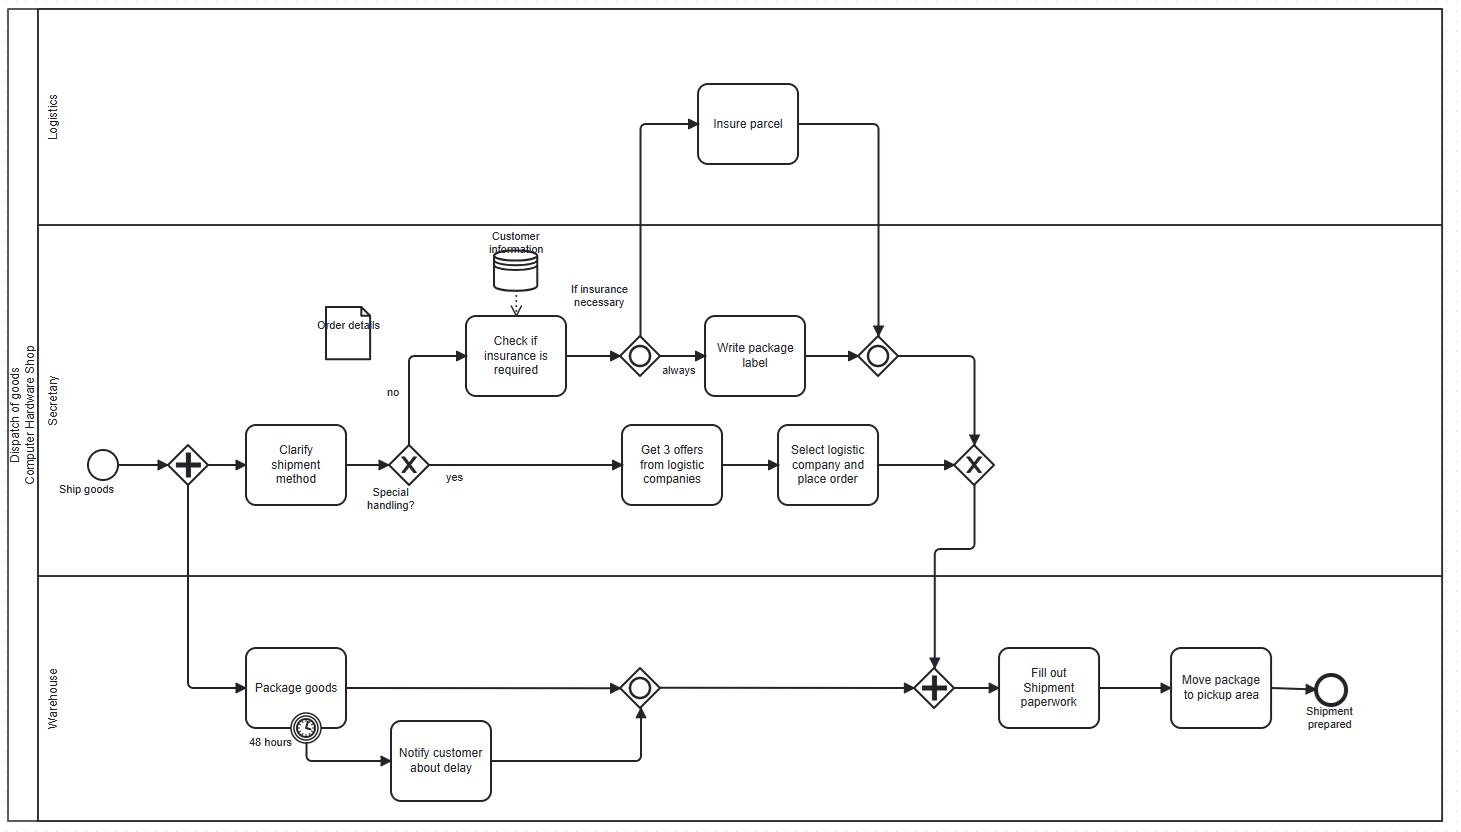 Dispatch of goods
Computer Hardware Shop
Logistics
Insure parcel
Secretary
Customer
information
If insurance
necessary
Order details
Check if
insurance is
required
Write package
label
always
no
Clarify
shipment
method
Get 3 offers
from logistic
companies
Select logistic
company and
place order
Ship goods
Special
handling?
yes
Warehouse
Package goods
48 hours
Notify customer
about delay
Fill out
Shipment
paperwork
Move package
to pickup area
Shipment
prepared